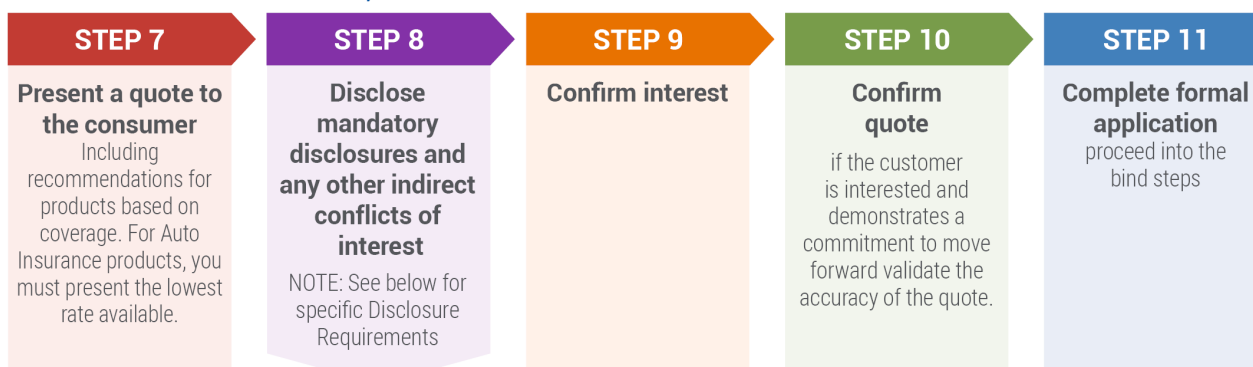 STEP 7
Present a quote to
the consumer
Including
recommendations for
products based on
coverage. For Auto
Insurance products, you
must present the lowest
rate available.
STEP 8
Disclose
mandatory
disclosures and
any other indirect
conflicts of
interest
NOTE: See below for
specific Disclosure
Requirements
STEP 9
Confirm interest
STEP 10
Confirm
quote
if the customer
is interested and
demonstrates a
commitment to move
forward validate the
accuracy of the quote.
STEP 11
Complete formal
application
proceed into the
bind steps